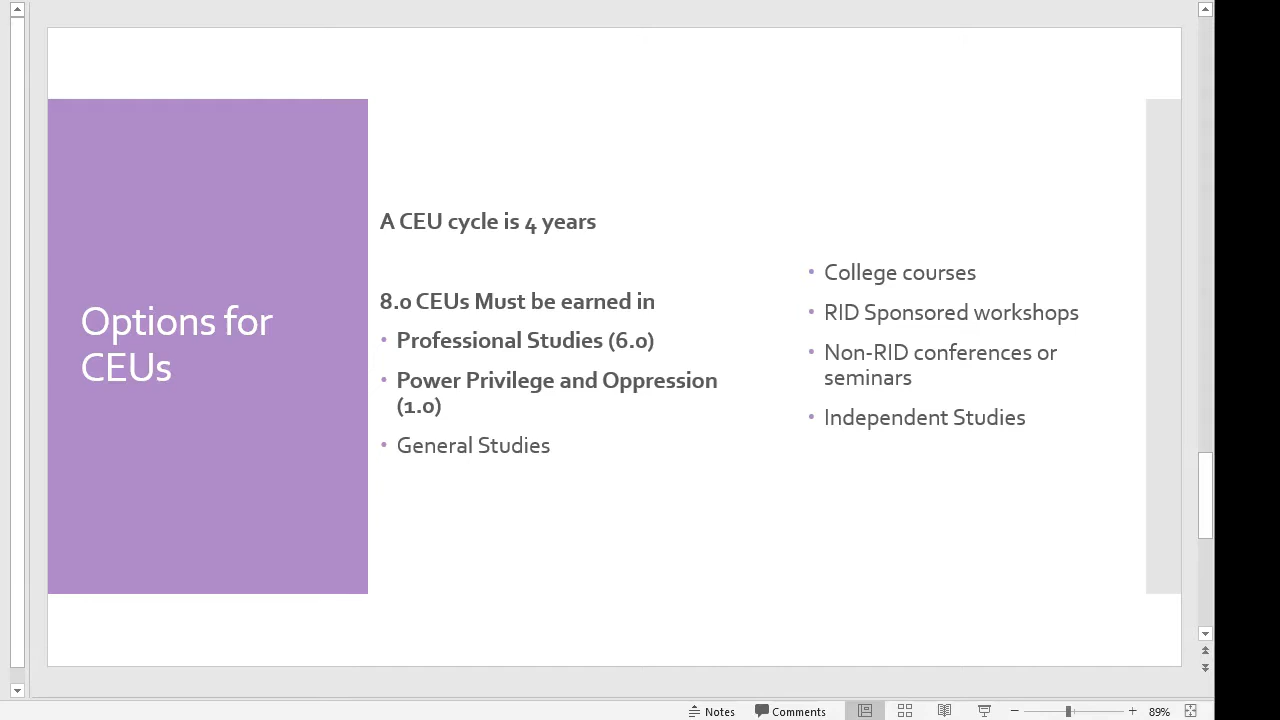 Options for
CEUs
A CEU cycle is 4 years
8.0 CEUs Must be earned in
• Professional Studies (6.0)
• Power Privilege and Oppression
(1.0)
• General Studies
• College courses
• RID Sponsored workshops
• Non-RID conferences or
seminars
• Independent Studies
Notes Comments 89%